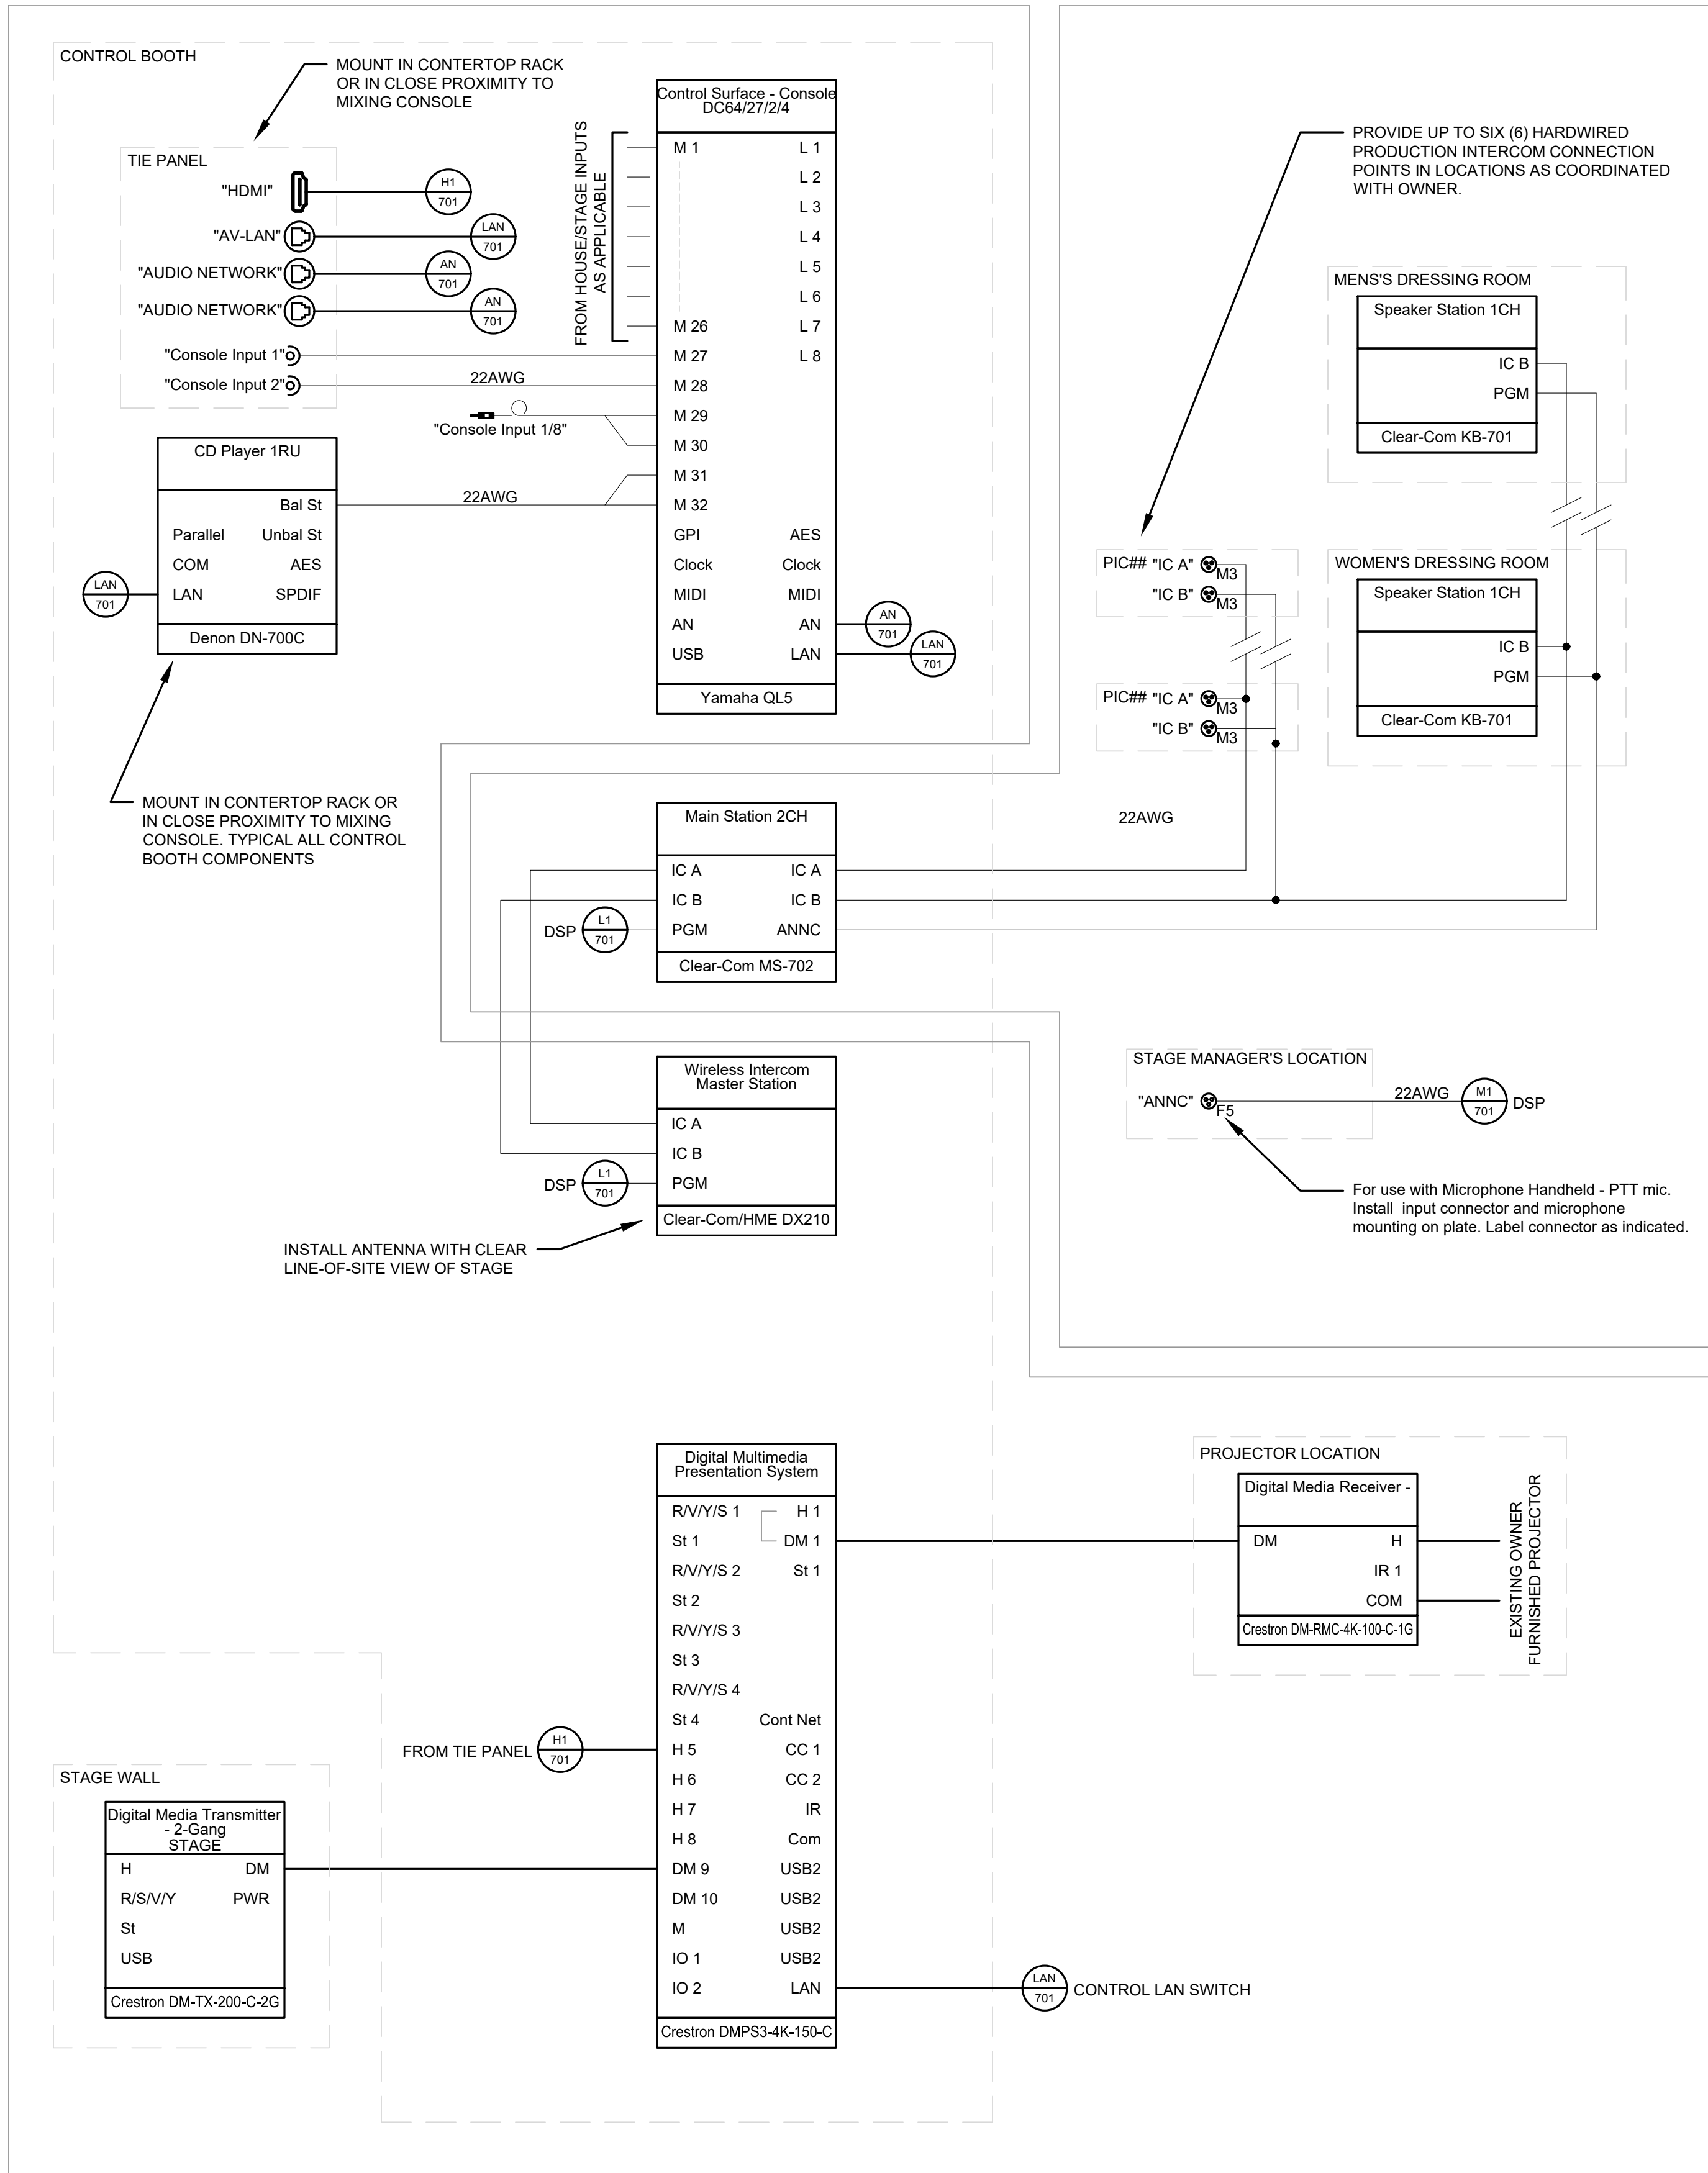 CONTROL BOOTH
MOUNT IN CONTERTOP RACK
OR IN CLOSE PROXIMITY TO
MIXING CONSOLE
TIE PANEL
"HDMI"
H1
701
"AV-LAN"
LAN
701
"AUDIO NETWORK"
AN
701
"AUDIO NETWORK"
AN
701
"Console Input 1"
"Console Input 2"
22AWG
"Console Input 1/8"
FROM HOUSE/STAGE INPUTS
AS APPLICABLE
Control Surface - Console
DC64/27/2/4
M 1 L 1
L 2
L 3
L 4
L 5
L 6
M 26 L 7
M 27 L 8
M 28
M 29
M 30
M 31
M 32
GPI AES
Clock Clock
MIDI MIDI
AN AN
USB LAN
Yamaha QL5
AN
701
LAN
701
CD Player 1RU
Bal St
Parallel Unbal St
COM AES
LAN SPDIF
Denon DN-700C
22AWG
LAN
701
MOUNT IN CONTERTOP RACK OR
IN CLOSE PROXIMITY TO MIXING
CONSOLE. TYPICAL ALL CONTROL
BOOTH COMPONENTS
PROVIDE UP TO SIX (6) HARDWIRED
PRODUCTION INTERCOM CONNECTION
POINTS IN LOCATIONS AS COORDINATED
WITH OWNER.
MENS'S DRESSING ROOM
Speaker Station 1CH
IC B
PGM
Clear-Com KB-701
WOMEN'S DRESSING ROOM
Speaker Station 1CH
IC B
PGM
Clear-Com KB-701
PIC## "IC A" M3
"IC B" M3
PIC## "IC A" M3
"IC B" M3
22AWG
Main Station 2CH
IC A IC A
IC B IC B
PGM ANNC
Clear-Com MS-702
DSP
L1
701
Wireless Intercom
Master Station
IC A
IC B
PGM
Clear-Com/HME DX210
DSP
L1
701
INSTALL ANTENNA WITH CLEAR
LINE-OF-SITE VIEW OF STAGE
STAGE MANAGER'S LOCATION
"ANNC" F5
22AWG
M1
701
DSP
For use with Microphone Handheld - PTT mic.
Install input connector and microphone
mounting on plate. Label connector as indicated.
Digital Multimedia
Presentation System
R/V/Y/S 1 H 1
St 1 DM 1
R/V/Y/S 2 St 1
St 2
R/V/Y/S 3
St 3
R/V/Y/S 4
St 4 Cont Net
H 5 CC 1
H 6 CC 2
H 7 IR
H 8 Com
DM 9 USB2
DM 10 USB2
M USB2
IO 1 USB2
IO 2 LAN
Crestron DMPS3-4K-150-C
FROM TIE PANEL
H1
701
LAN
701
CONTROL LAN SWITCH
PROJECTOR LOCATION
Digital Media Receiver -
DM H
IR 1
COM
Crestron DM-RMC-4K-100-C-1G
EXISTING OWNER
FURNISHED PROJECTOR
STAGE WALL
Digital Media Transmitter
- 2-Gang
STAGE
H DM
R/S/V/Y PWR
St
USB
Crestron DM-TX-200-C-2G